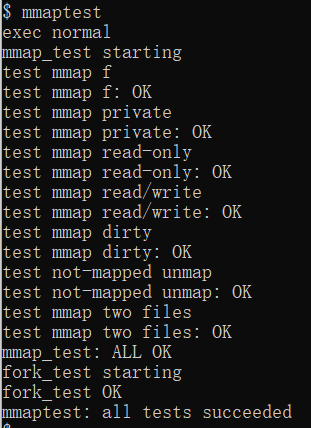 $ mmaptest
exec normal
mmap_test starting
test mmap f
test mmap f: OK
test mmap private
test mmap private: OK
test mmap read-only
test mmap read-only: OK
test mmap read/write
test mmap read/write: OK
test mmap dirty
test mmap dirty: OK
test not-mapped unmap
test not-mapped unmap: OK
test mmap two files
test mmap two files: OK
mmap_test: ALL OK
fork_test starting
fork_test OK
mmaptest: all tests succeeded
$